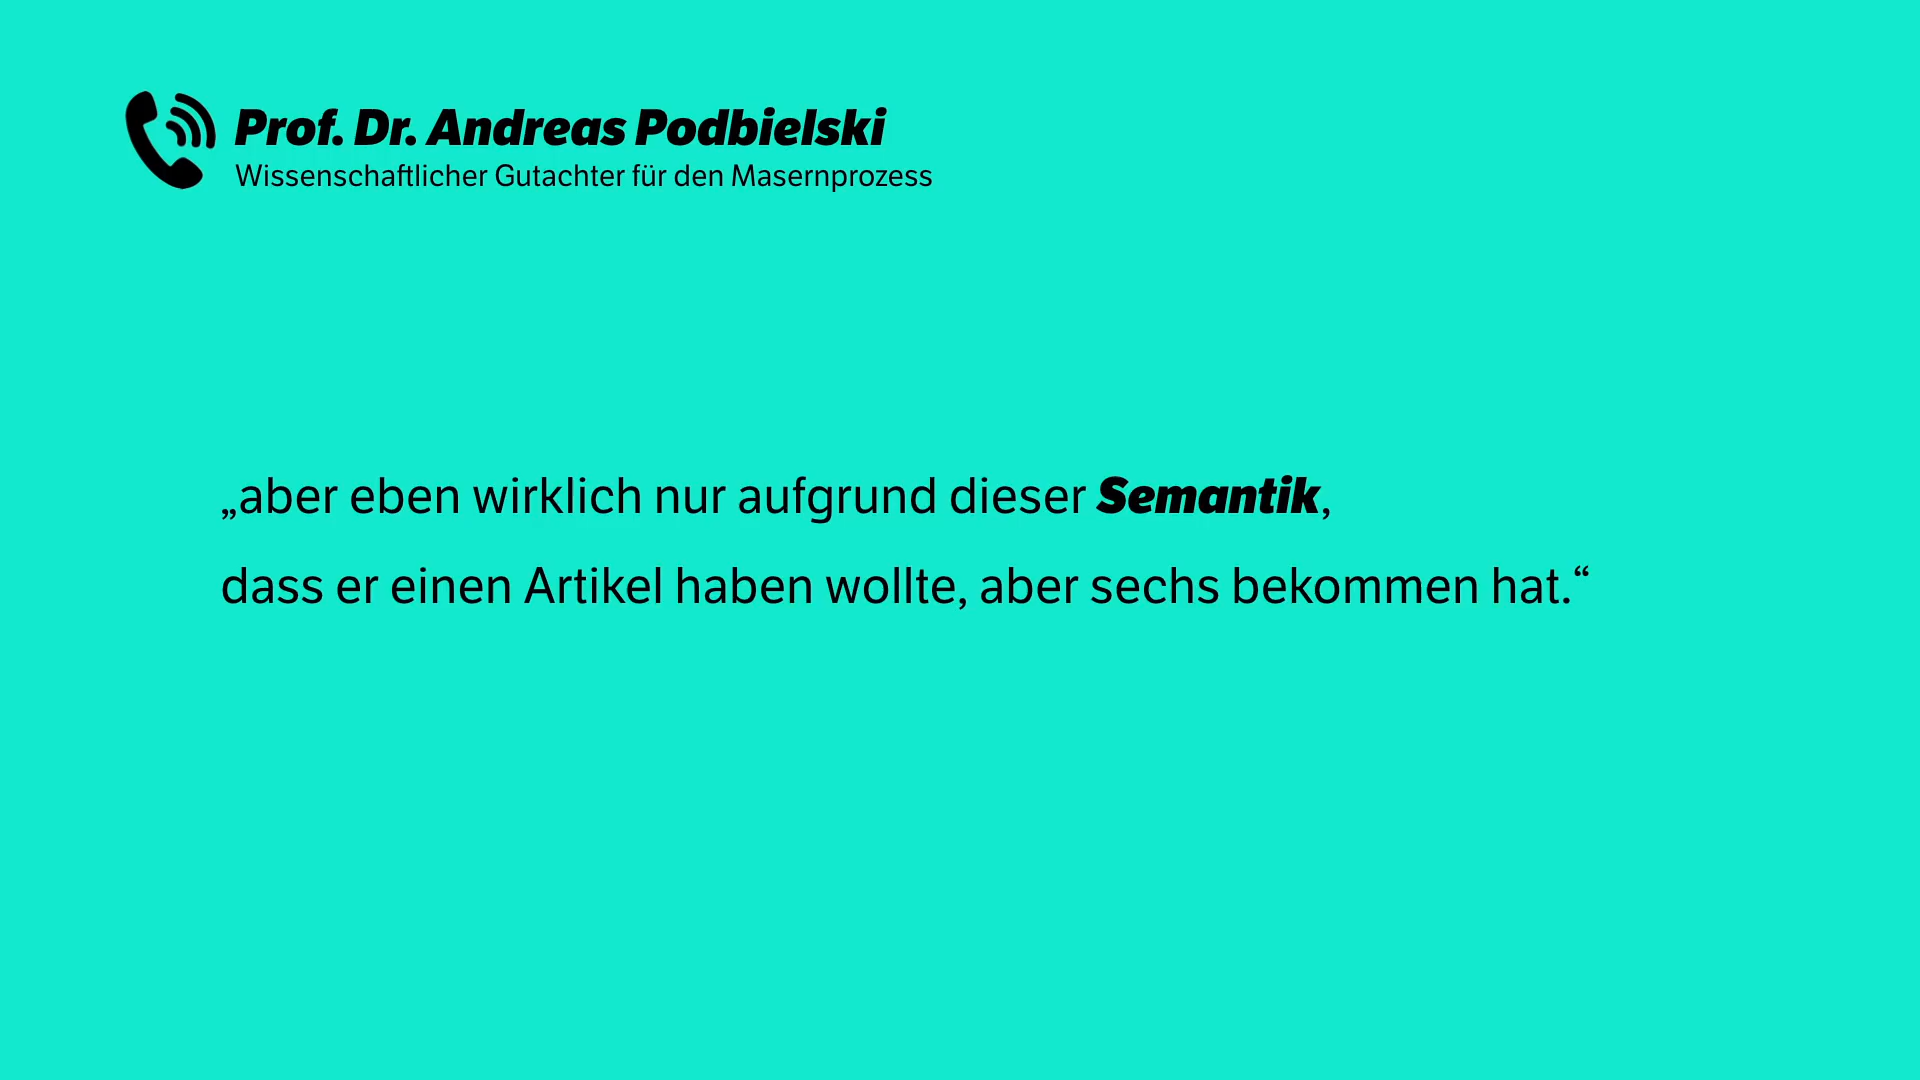 Prof. Dr. Andreas Podbielski
Wissenschaftlicher Gutachter für den Masernprozess
„aber eben wirklich nur aufgrund dieser Semantik,
dass er einen Artikel haben wollte, aber sechs bekommen hat.“